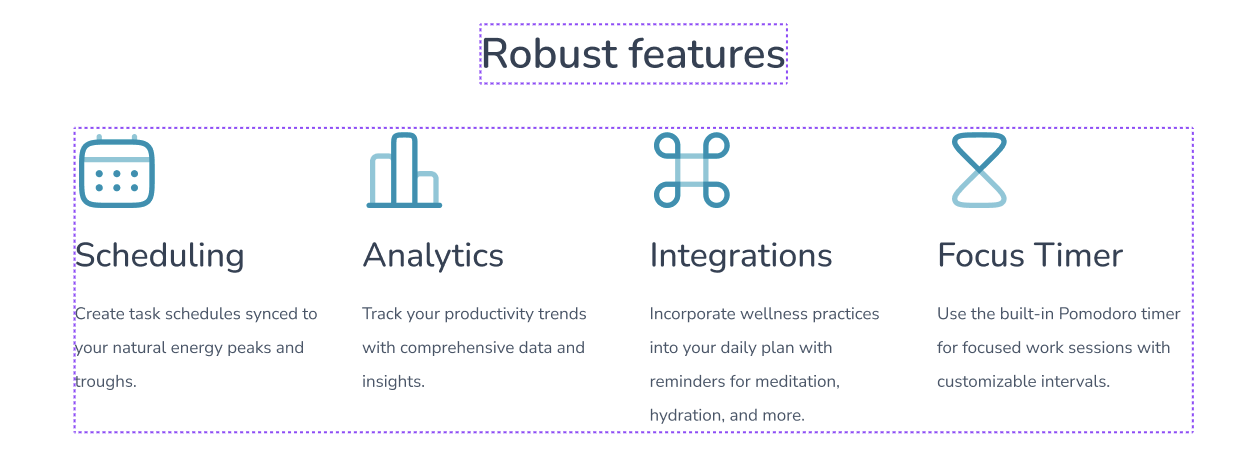 Robust features
Scheduling
Create task schedules synced to
your natural energy peaks and
troughs.
Analytics
Track your productivity trends
with comprehensive data and
insights.
Integrations
Incorporate wellness practices
into your daily plan with
reminders for meditation,
hydration, and more.
Focus Timer
Use the built-in Pomodoro timer
for focused work sessions with
customizable intervals.